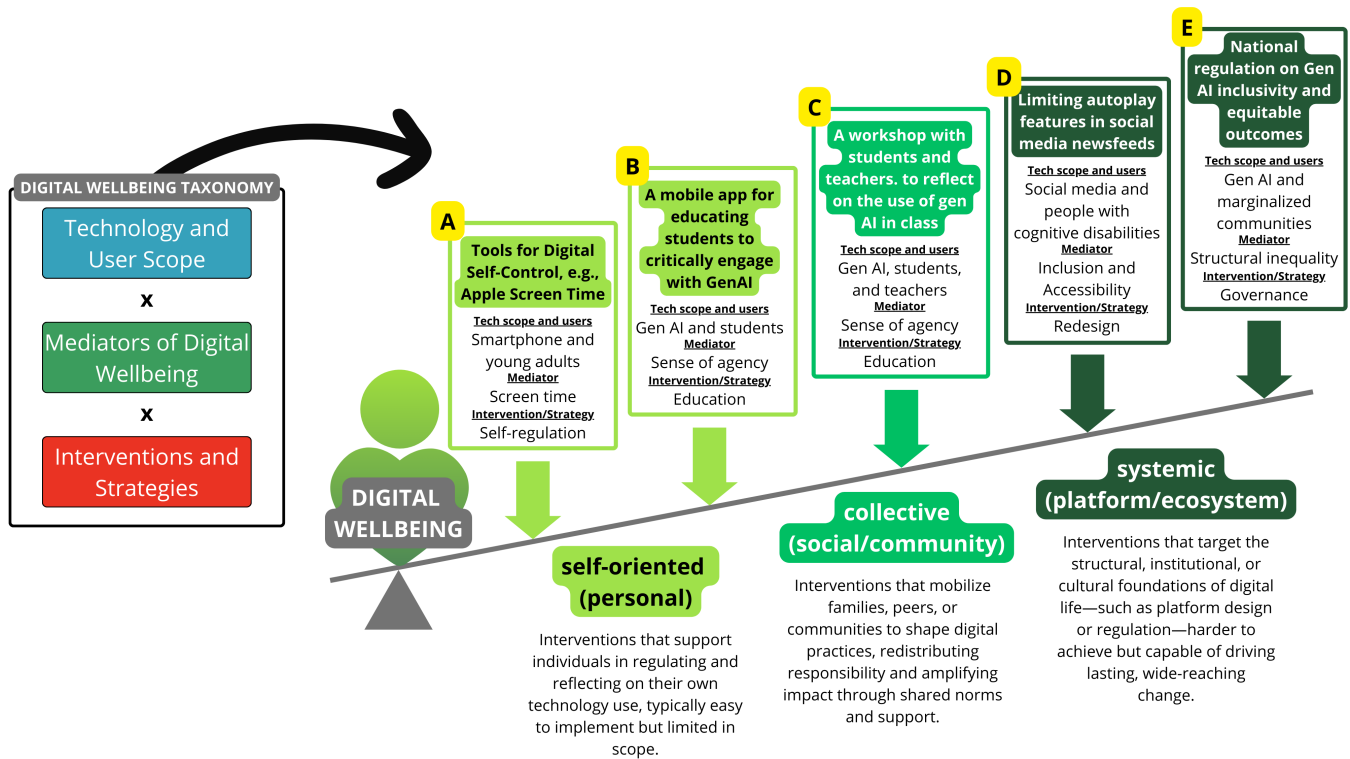 DIGITAL WELLBEING TAXONOMY
Technology and
User Scope
x
Mediators of Digital
Wellbeing
x
Interventions and
Strategies
DIGITAL
WELLBEING
A
Tools for Digital
Self-Control, e.g.,
Apple Screen Time
Tech scope and users
Smartphone and
young adults
Mediator
Screen time
Intervention/Strategy
Self-regulation
B
A mobile app for
educating
students to
critically engage
with GenAI
Tech scope and users
Gen AI and students
Mediator
Sense of agency
Intervention/Strategy
Education
C
A workshop with
students and
teachers. to reflect
on the use of gen
AI in class
Tech scope and users
Gen AI, students,
and teachers
Mediator
Sense of agency
Intervention/Strategy
Education
D
Limiting autoplay
features in social
media newsfeeds
Tech scope and users
Social media and
people with
cognitive disabilities
Mediator
Inclusion and
Accessibility
Intervention/Strategy
Redesign
E
National
regulation on Gen
AI inclusivity and
equitable
outcomes
Tech scope and users
Gen AI and
marginalized
communities
Mediator
Structural inequality
Intervention/Strategy
Governance
self-oriented
(personal)
Interventions that support
individuals in regulating and
reflecting on their own
technology use, typically easy
to implement but limited in
scope.
collective
(social/community)
Interventions that mobilize
families, peers, or
communities to shape digital
practices, redistributing
responsibility and amplifying
impact through shared norms
and support.
systemic
(platform/ecosystem)
Interventions that target the
structural, institutional, or
cultural foundations of digital
life—such as platform design
or regulation—harder to
achieve but capable of driving
lasting, wide-reaching
change.